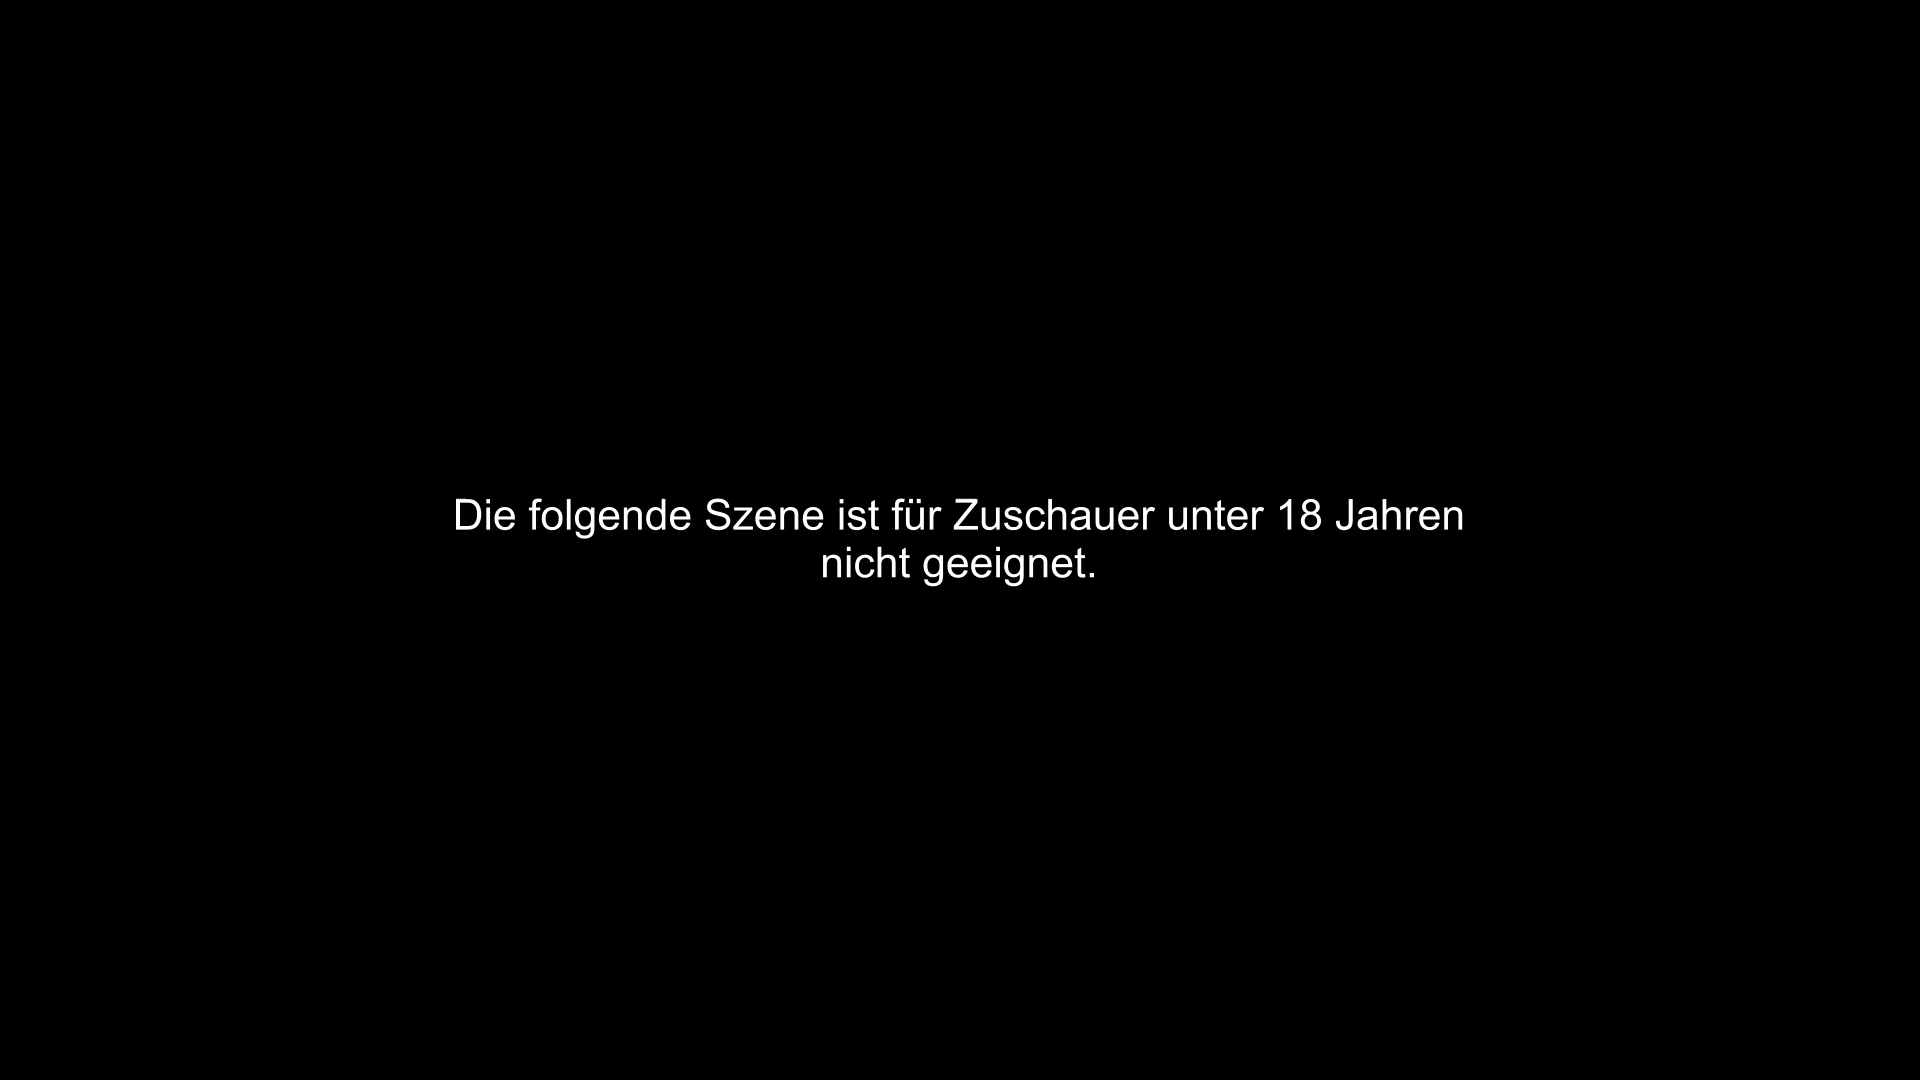 Die folgende Szene ist für Zuschauer unter 18 Jahren
nicht geeignet.